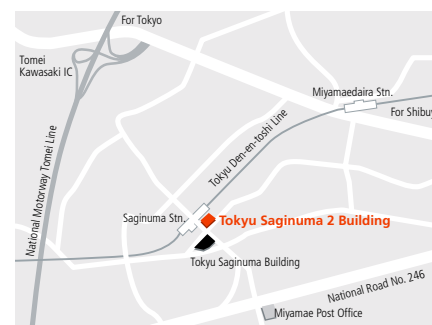 For Tokyo
Tomei
Kawasaki IC
Miyamaedaira Stn.
For Shibuy
Tokyu Den-en-toshi Line
National Motorway Tomei Line
Saginuma Stn.
Tokyu Saginuma 2 Building
Tokyu Saginuma Building
National Road No. 246
Miyamae Post Office